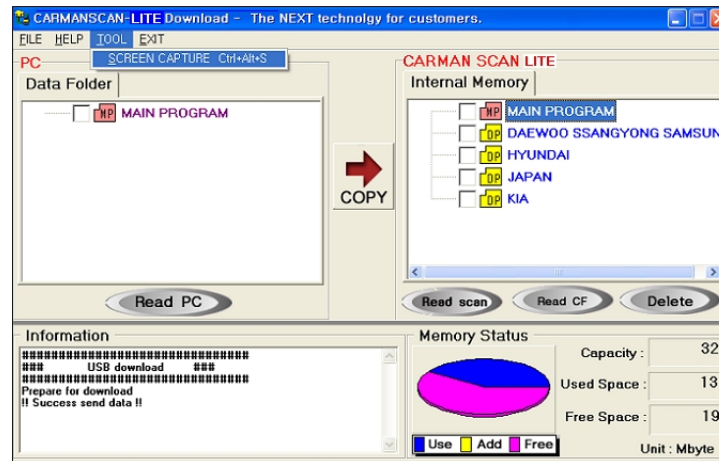 CARMANSCAN-LITE Download - The NEXT technolgy for customers.
FILE HELP TOOL EXIT
SCREEN CAPTURE Ctrl+Alt+S
PC
Data Folder
MP MAIN PROGRAM
COPY
CARMAN SCAN LITE
Internal Memory
MP MAIN PROGRAM
DP DAEWOO SSANGYONG SAMSUN
DP HYUNDAI
DP JAPAN
DP KIA
Read PC
Read scan Read CF Delete
Information
###############################
### USB download ###
###############################
Prepare for download
!! Success send data !!
Memory Status
Capacity : 32
Used Space : 13
Free Space : 19
Use Add Free
Unit : Mbyte